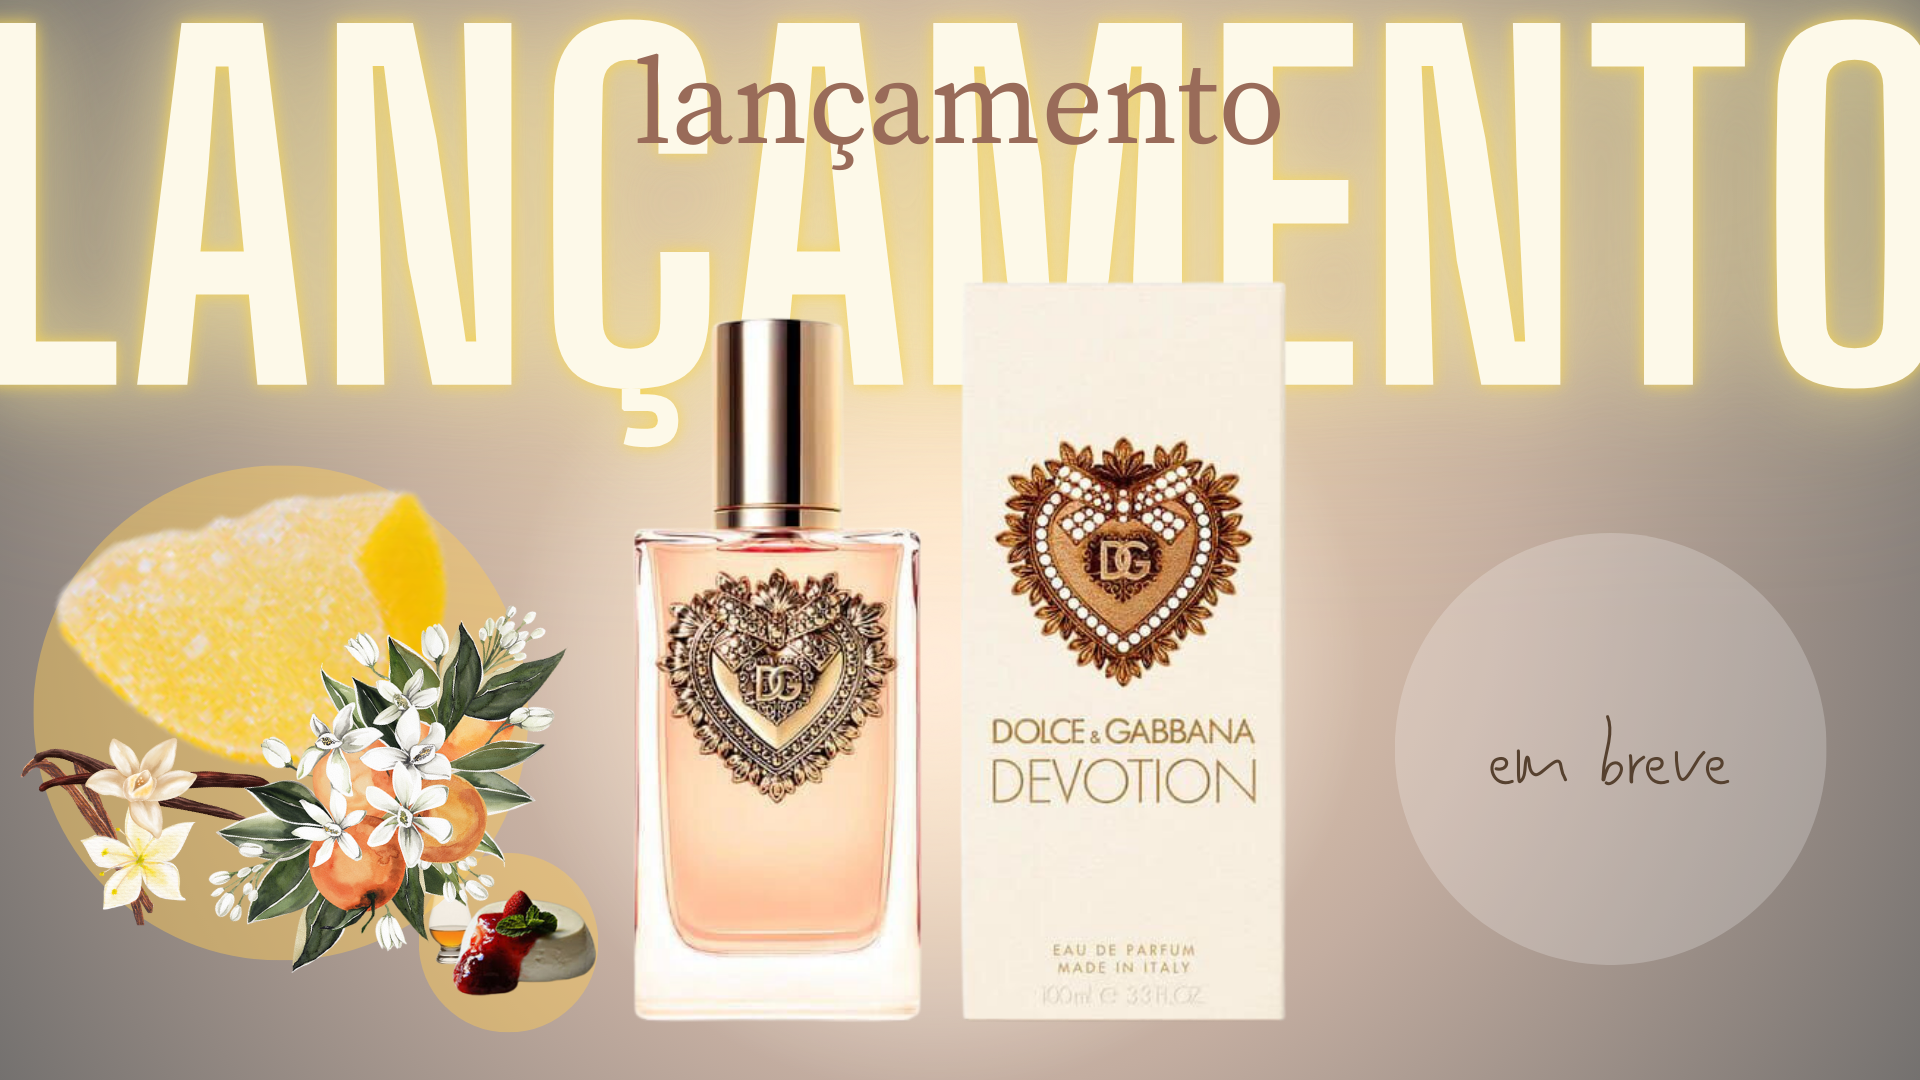 LANÇAMENTO
lançamento
DG
DG
DOLCE & GABBANA
DEVOTION
em breve
EAU DE PARFUM
MADE IN ITALY
100ml e 3.3 Fl.OZ.